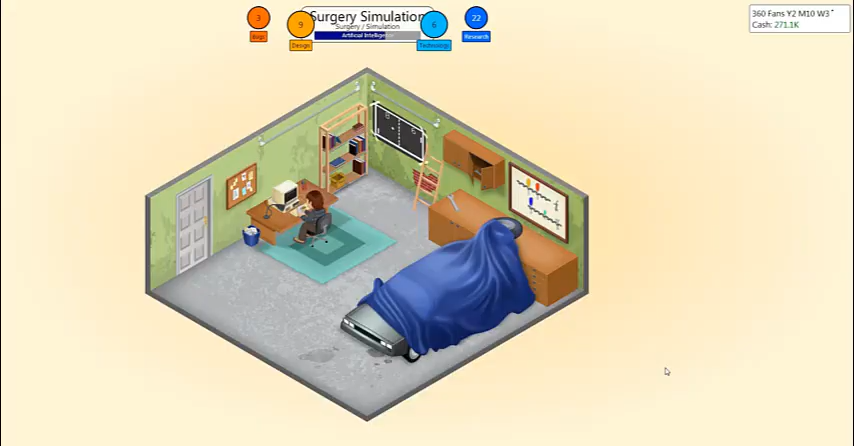 3
Bugs
9
Design
Surgery Simulation
Surgery / Simulation
Artificial Intelligence
6
Technology
22
Research
360 Fans Y2 M10 W3
Cash: 271.1K